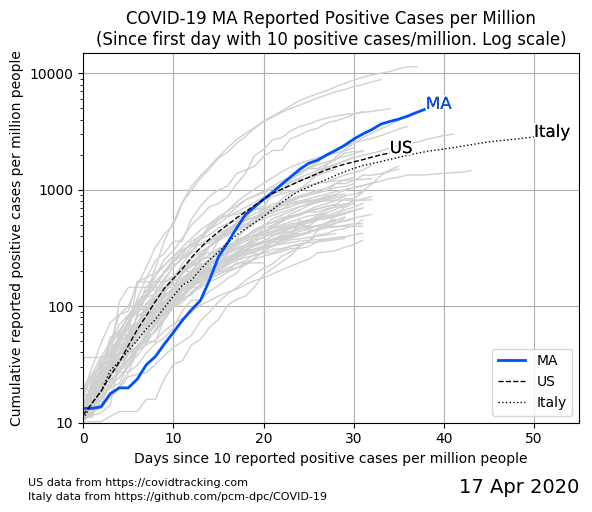 COVID-19 MA Reported Positive Cases per Million
(Since first day with 10 positive cases/million. Log scale)
Cumulative reported positive cases per million people
10000
1000
100
10
MA
US
Italy
MA
US
Italy
0
10
20
30
40
50
Days since 10 reported positive cases per million people
US data from https://covidtracking.com
Italy data from https://github.com/pcm-dpc/COVID-19
17 Apr 2020